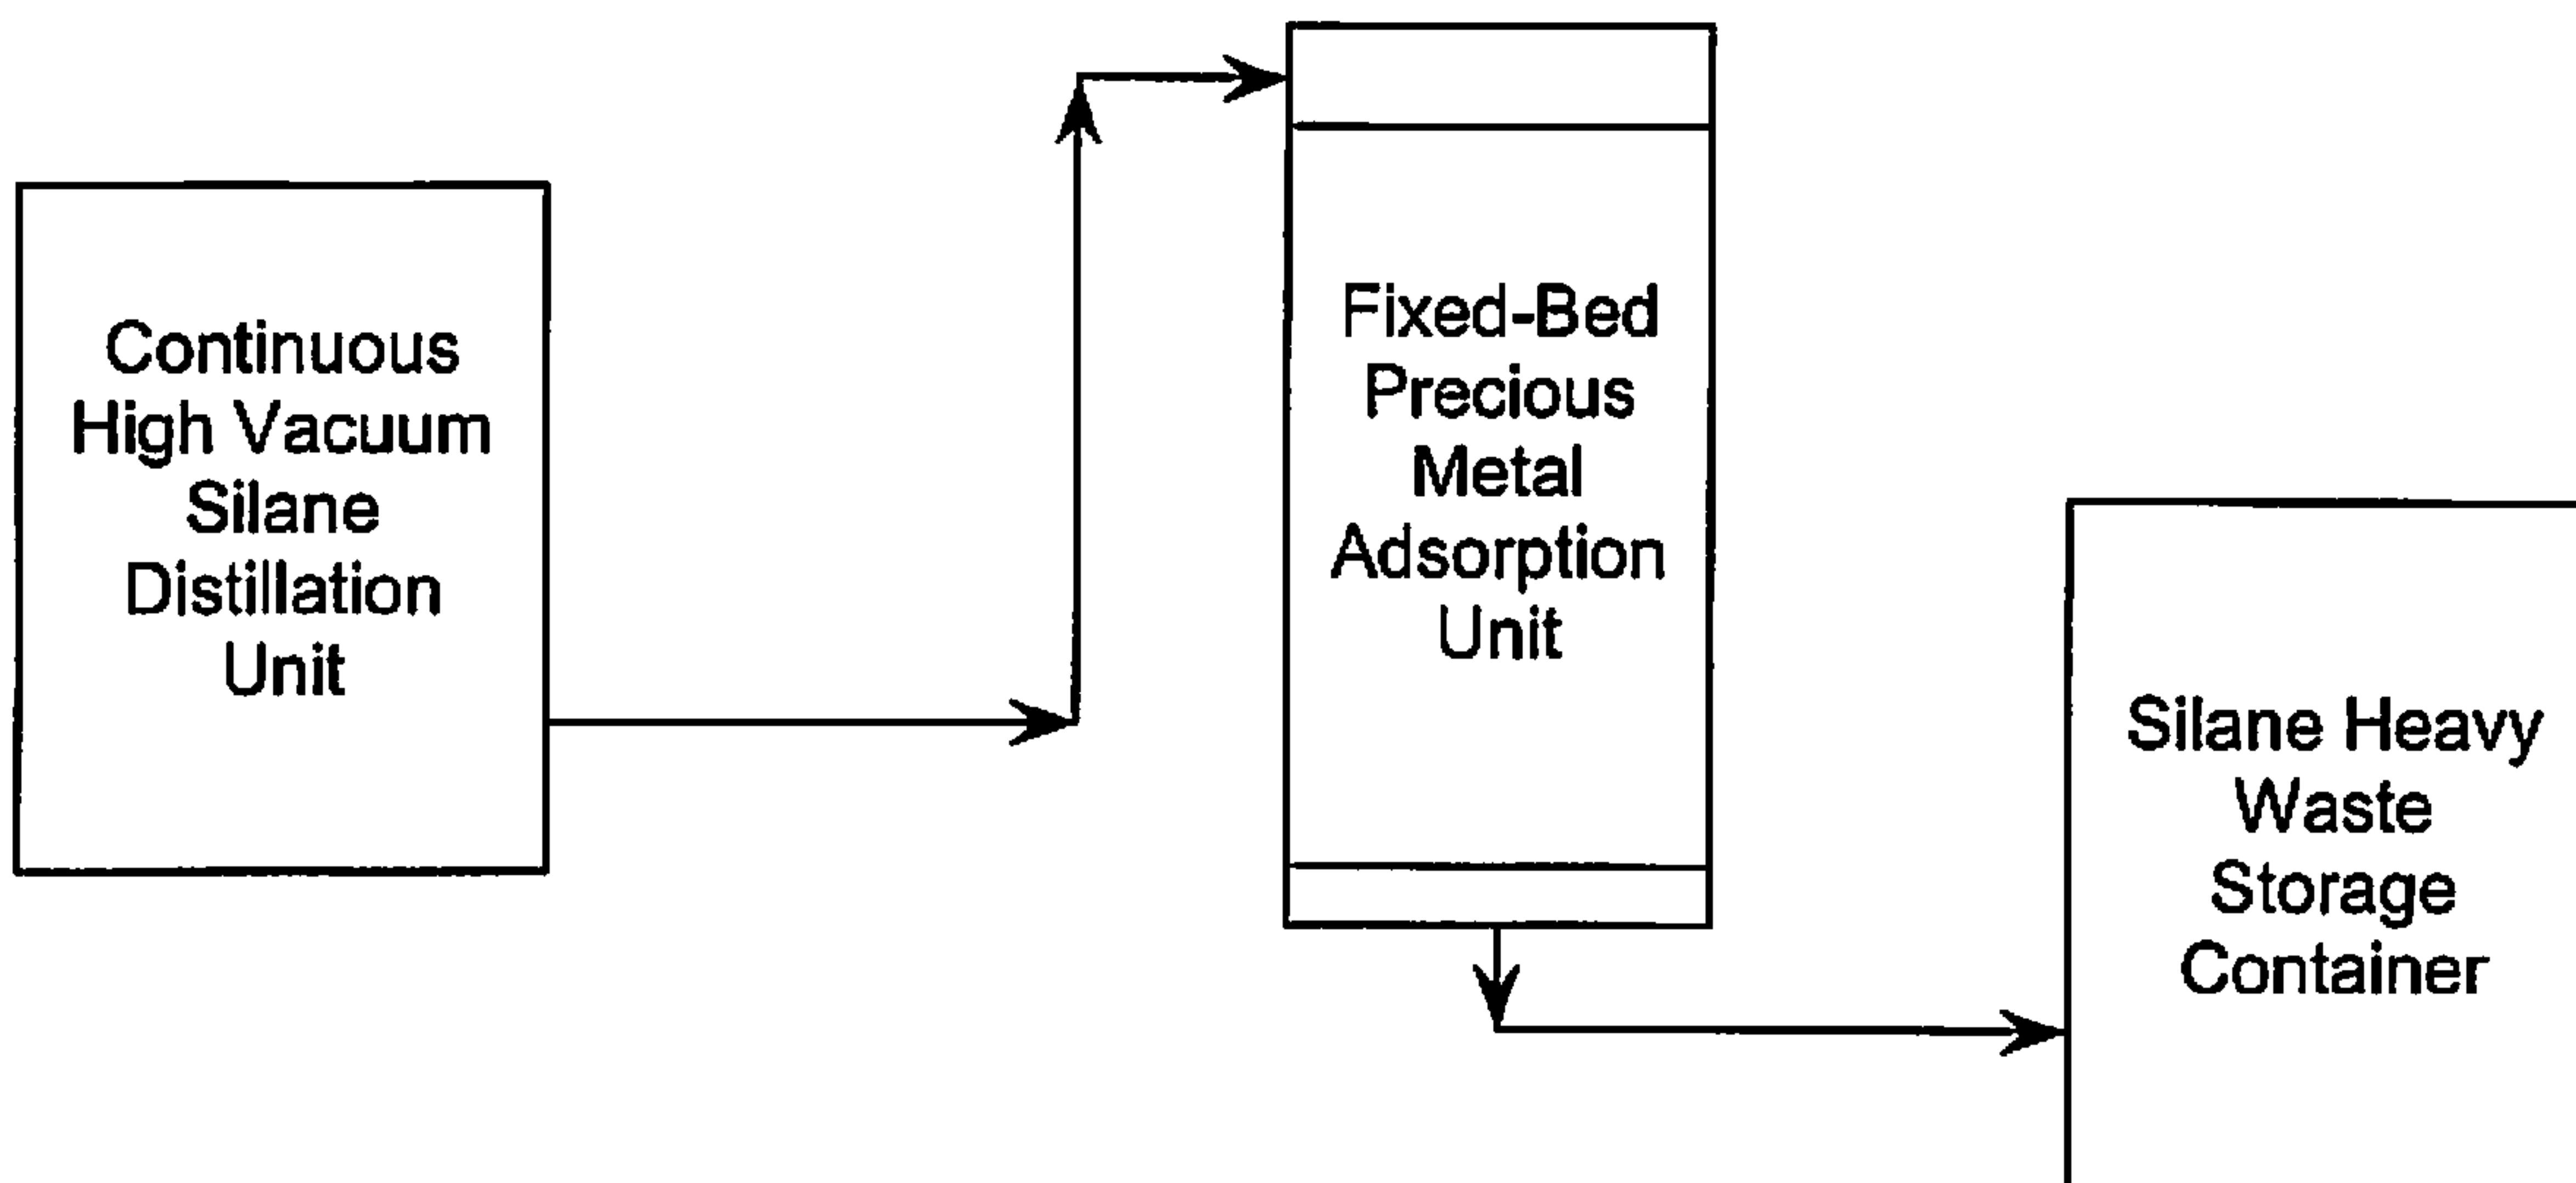 Continuous
High Vacuum
Silane
Distillation
Unit
Fixed-Bed
Precious
Metal
Adsorption
Unit
Silane Heavy
Waste
Storage
Container